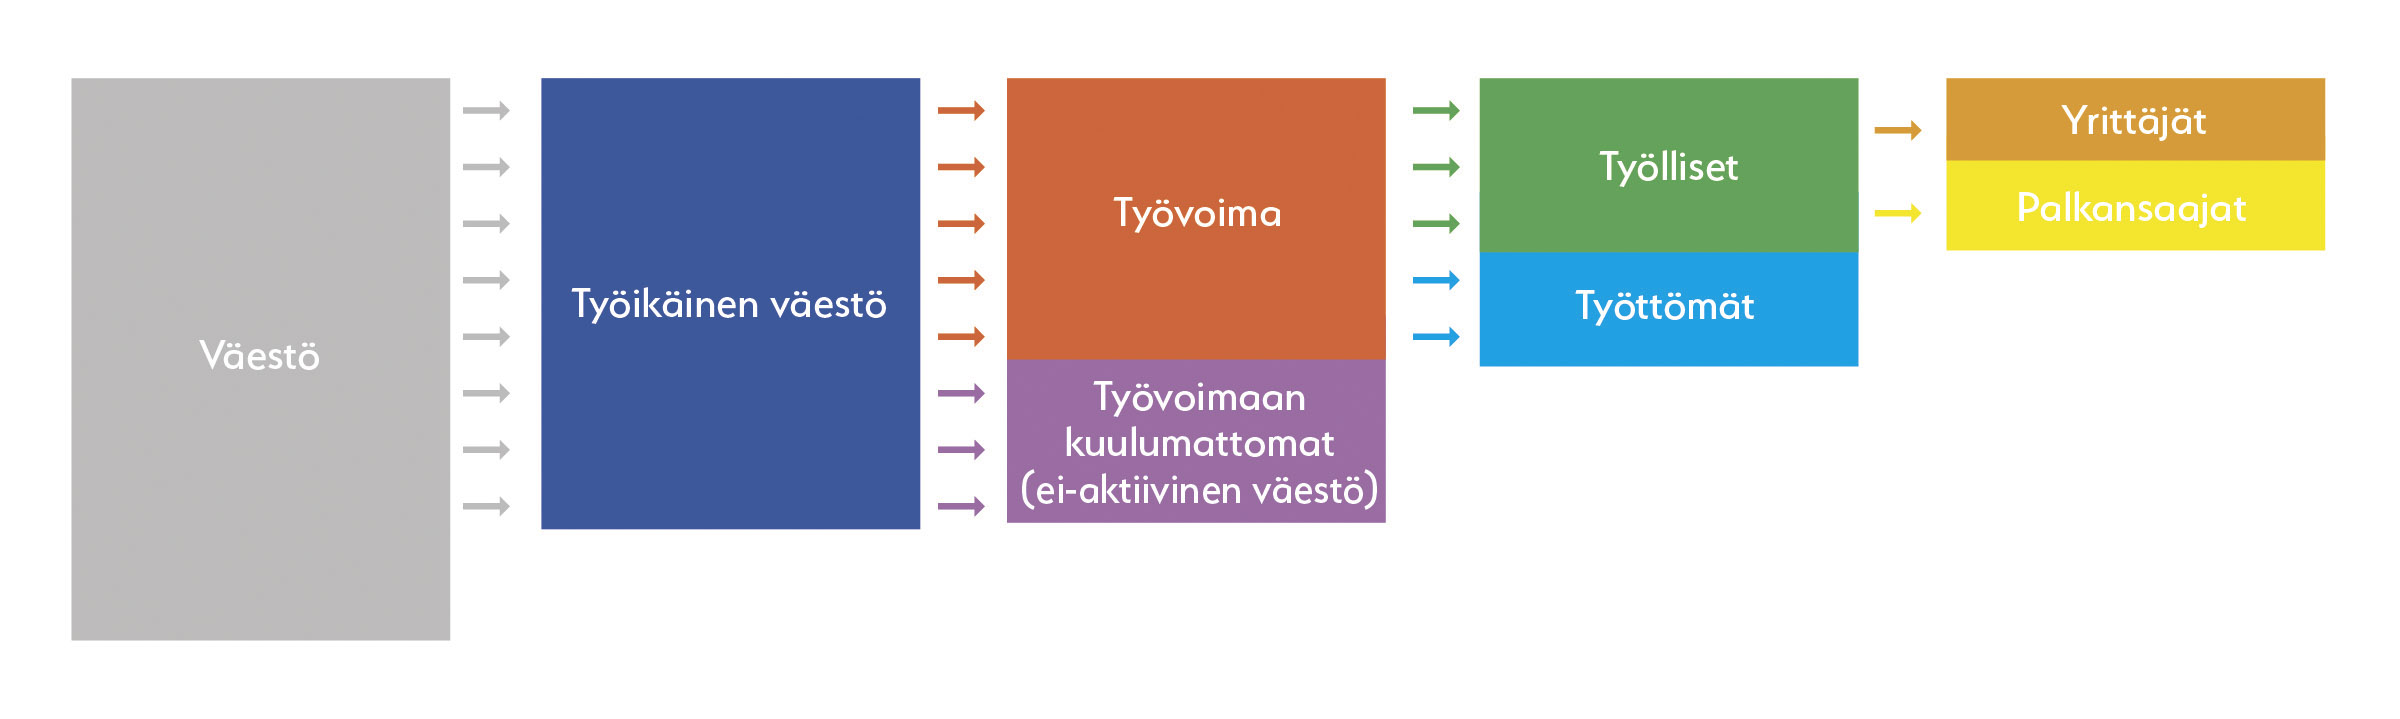 Väestö
Työikäinen väestö
Työvoima
Työvoimaan
kuulumattomat
(ei-aktiivinen väestö)
Työlliset
Työttömät
Yrittäjät
Palkansaajat